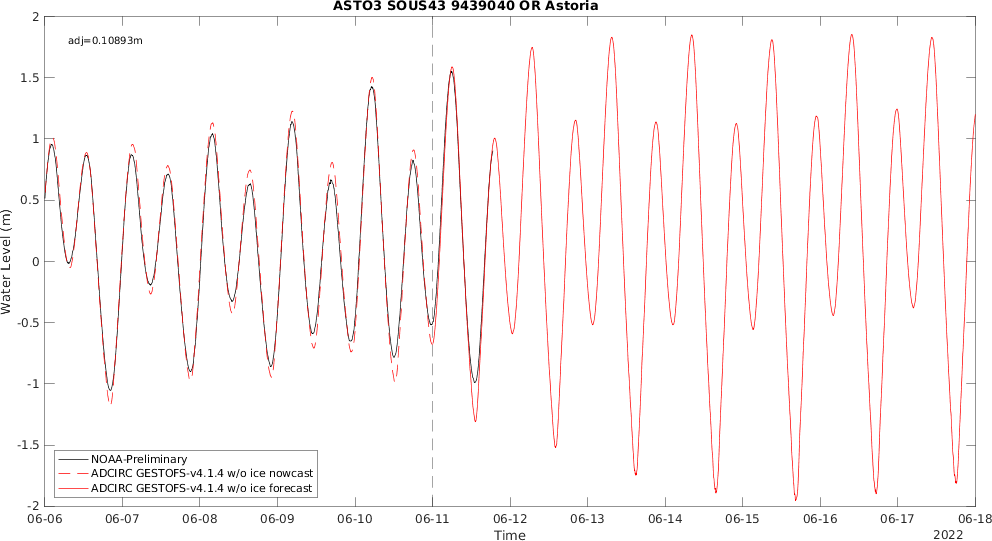 ASTO3 SOUS43 9439040 OR Astoria
adj=0.10893m
2
1.5
1
0.5
0
-0.5
-1
-1.5
-2
Water Level (m)
NOAA-Preliminary
ADCIRC GESTOFS-v4.1.4 w/o ice nowcast
ADCIRC GESTOFS-v4.1.4 w/o ice forecast
06-06 06-07 06-08 06-09 06-10 06-11 06-12 06-13 06-14 06-15 06-16 06-17 06-18
Time
2022